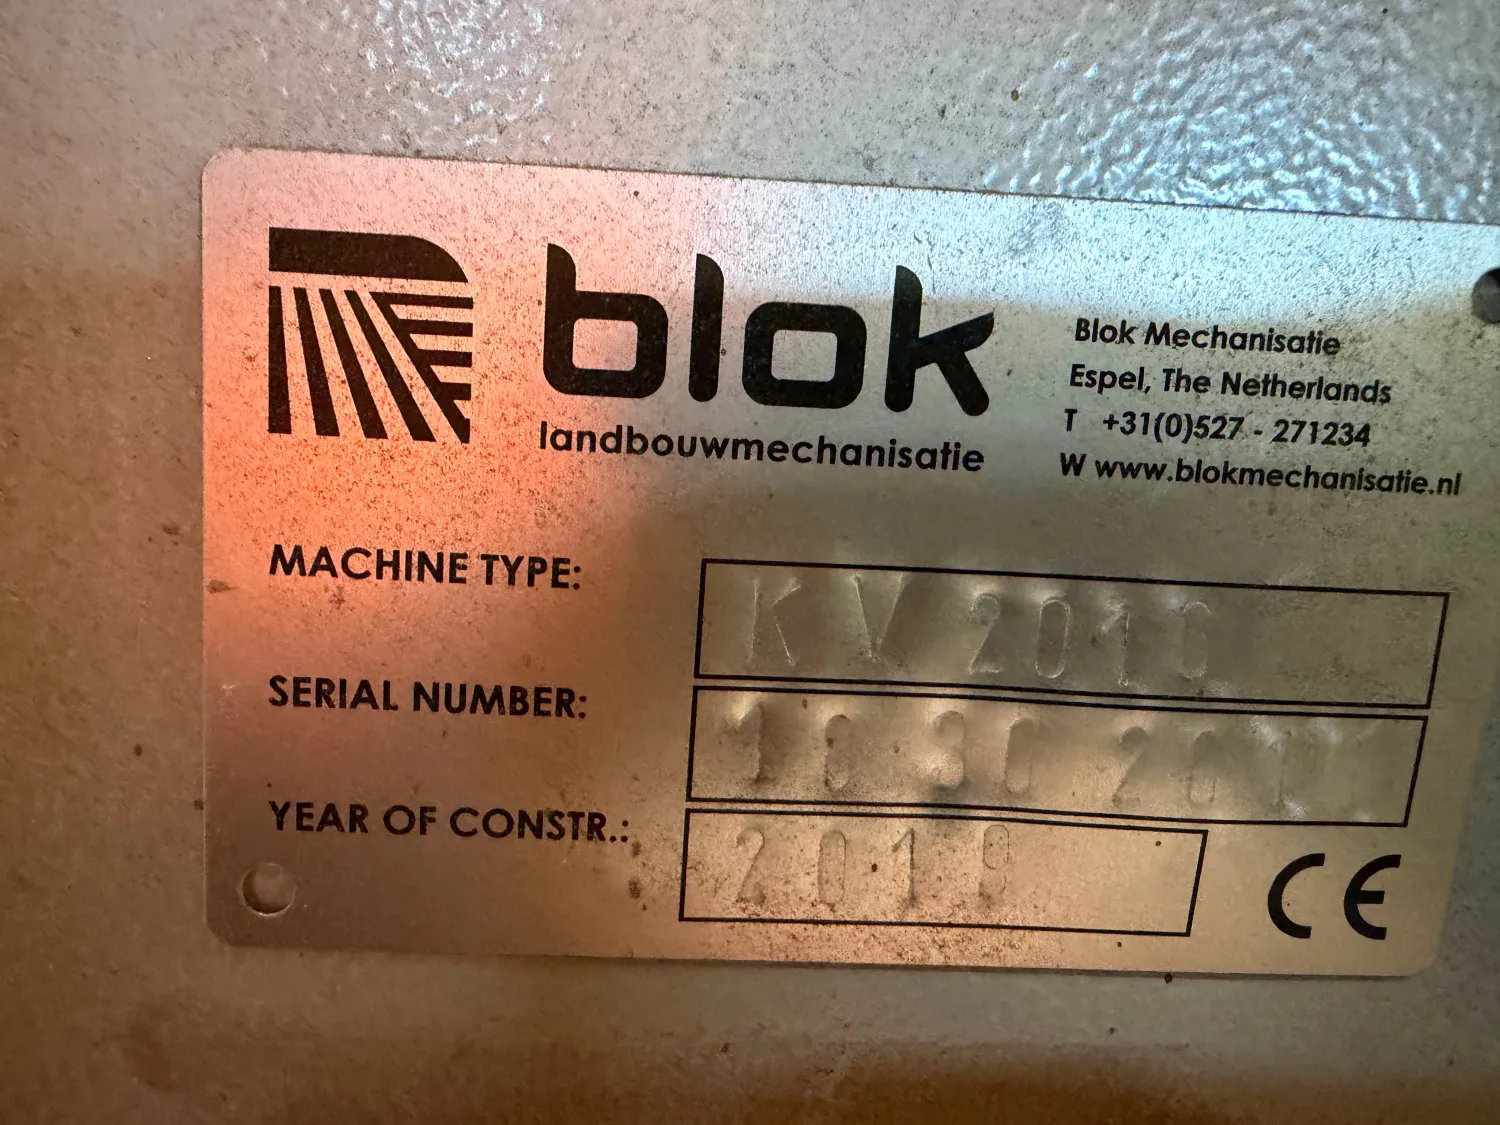 blok
landbouwmechanisatie
Blok Mechanisatie
Espel, The Netherlands
T +31(0)527 - 271234
W www.blokmechanisatie.nl
MACHINE TYPE: KV 2016
SERIAL NUMBER:
YEAR OF CONSTR.: 2019
CE